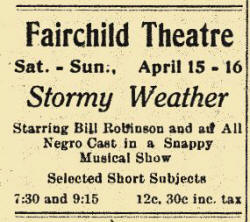 Fairchild Theatre
Sat. - Sun., April 15 - 16
Stormy Weather
Starring Bill Robinson and an All
Negro Cast in a Snappy
Musical Show
Selected Short Subjects
7:30 and 9:15 12c, 30c inc. tax